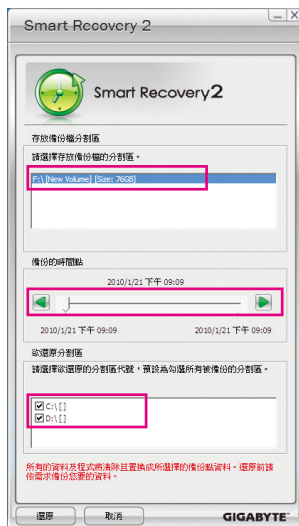 Smart Recovery 2
Smart Recovery2
存放備份檔分割區
請選擇存放備份檔的分割區。
F:\ [New Volume] [Size: 76GB]
備份的時間點
2010/1/21 下午 09:09
2010/1/21 下午 09:09 2010/1/21 下午 09:09
欲還原分割區
請選擇欲還原的分割區代號，預設為勾選所有被備份的分割區。
C:\ [ ]
D:\ [ ]
所有的資料及程式將清除且置換成所選擇的備份點資料。還原前請
依需求備份您要的資料。
還原 取消 GIGABYTE